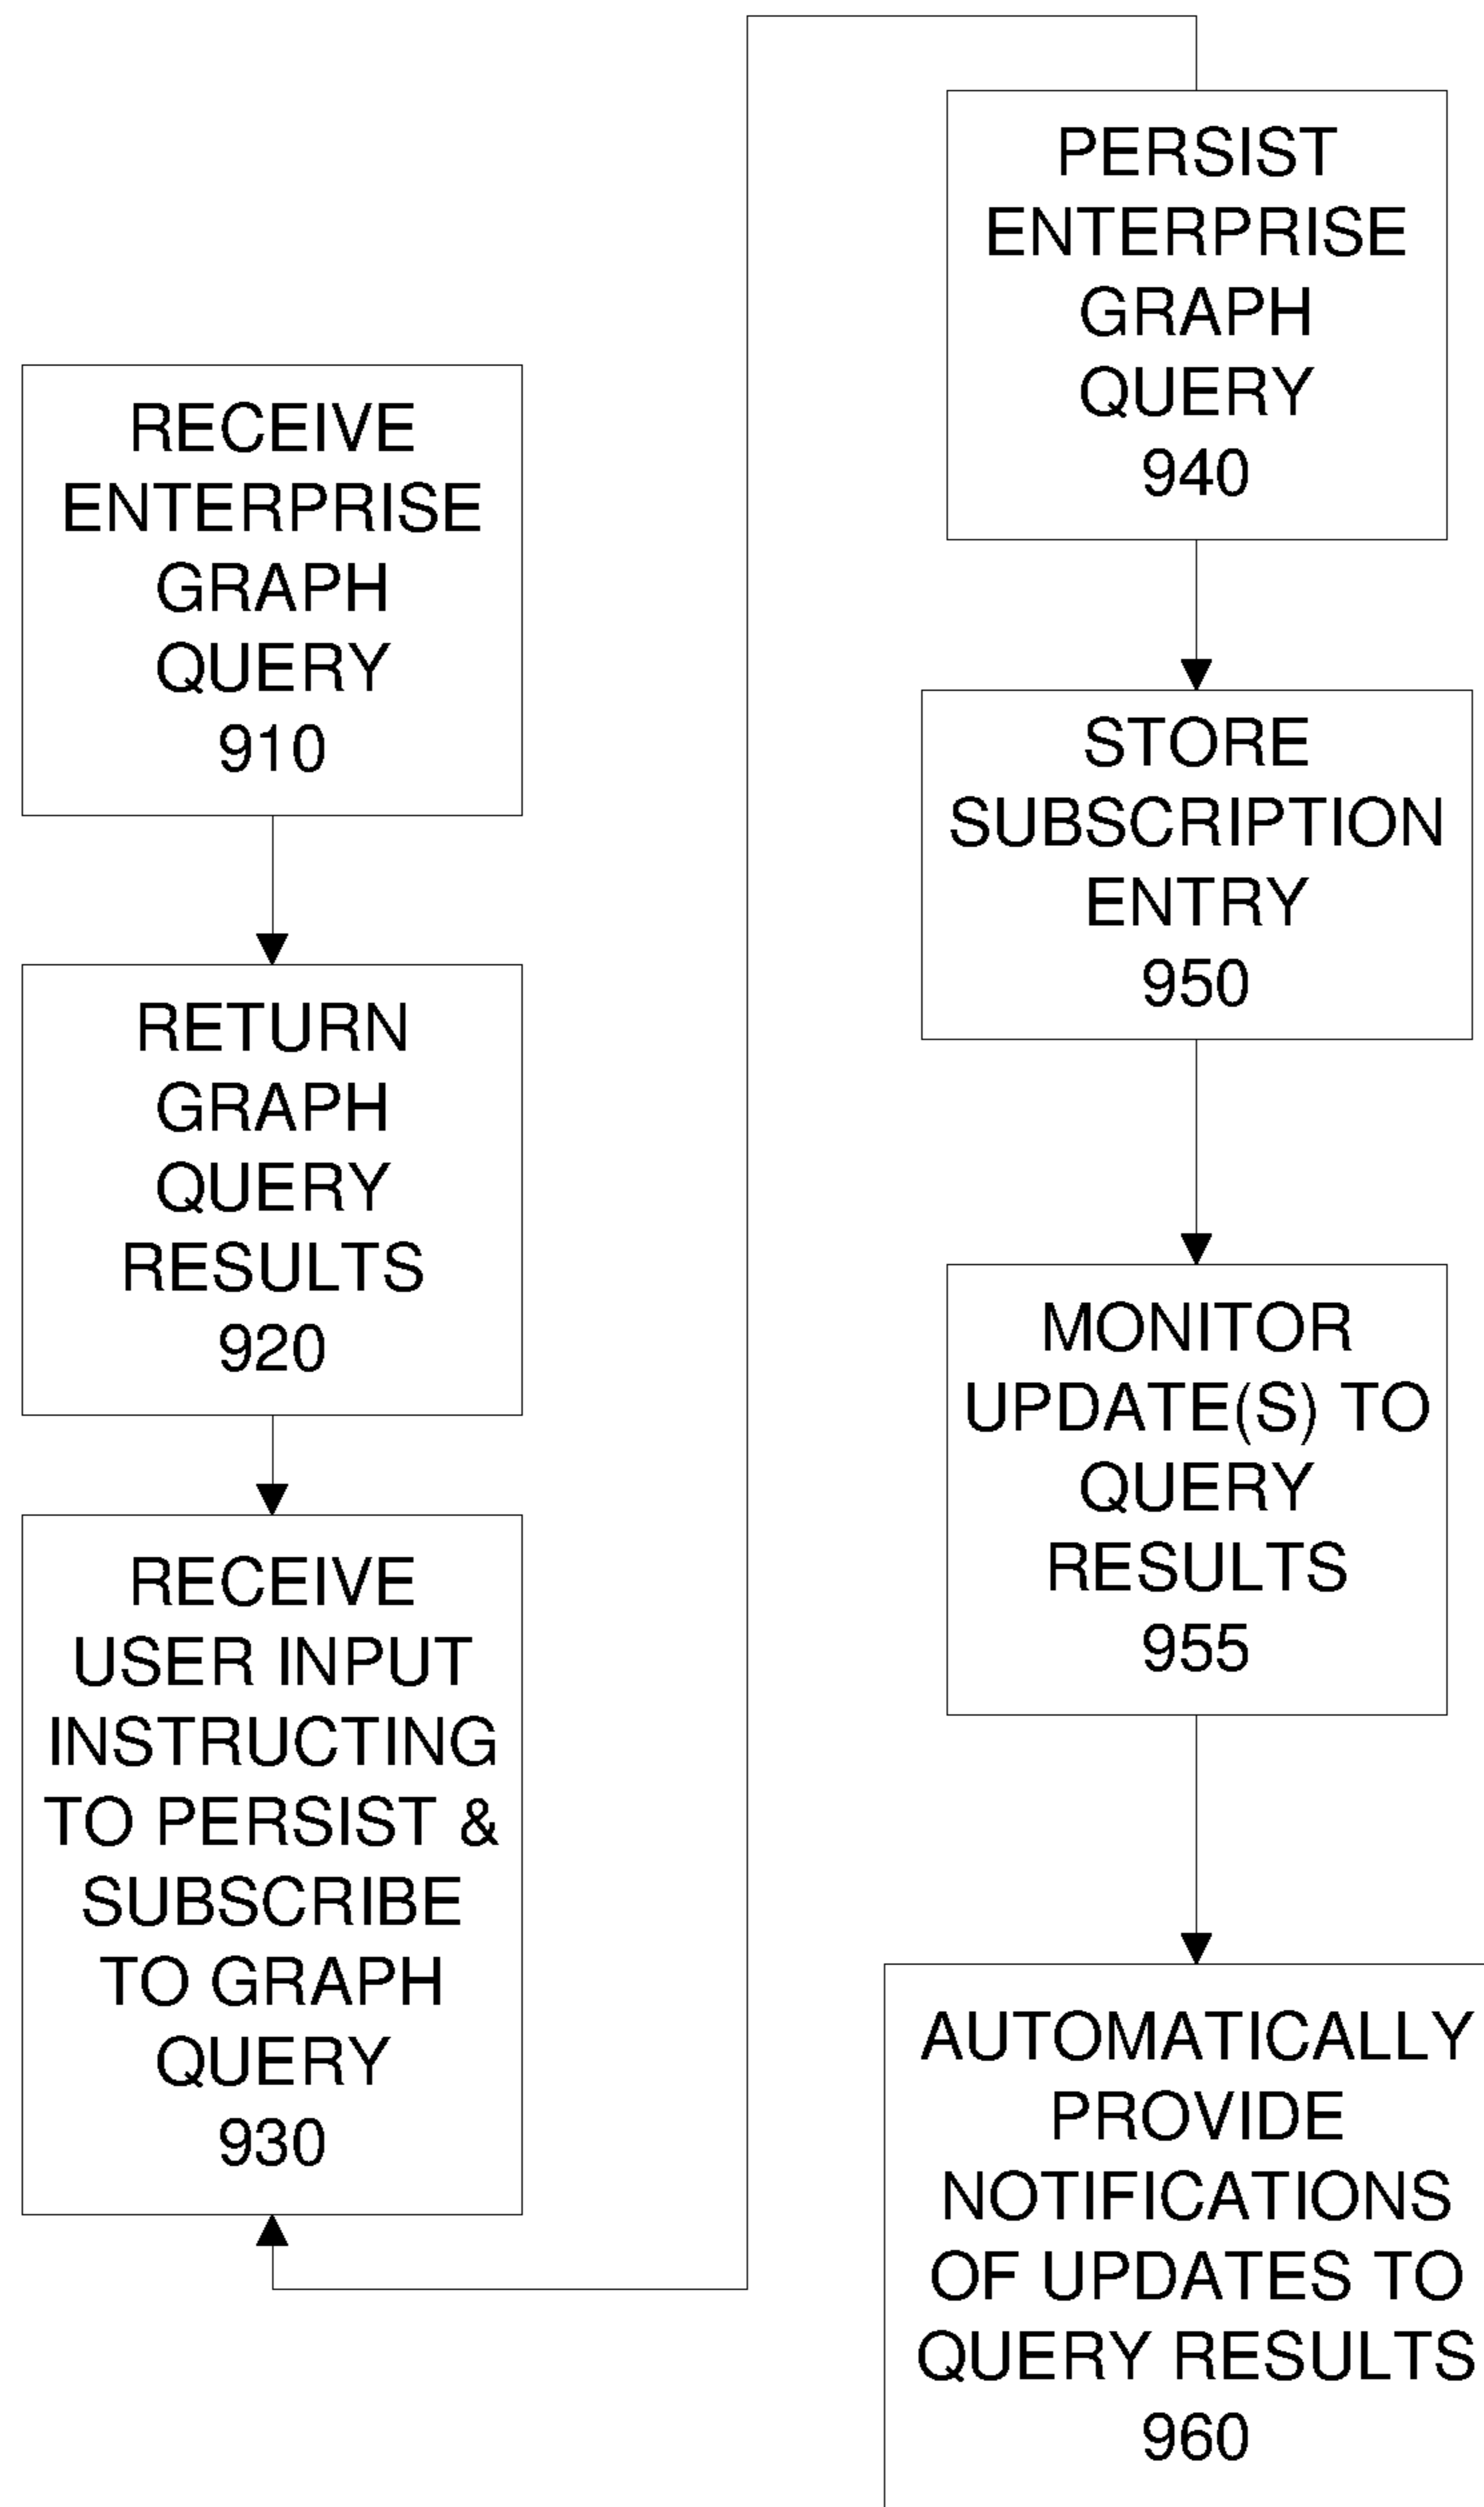 RECEIVE
ENTERPRISE
GRAPH
QUERY
910
RETURN
GRAPH
QUERY
RESULTS
920
RECEIVE
USER INPUT
INSTRUCTING
TO PERSIST &
SUBSCRIBE
TO GRAPH
QUERY
930
PERSIST
ENTERPRISE
GRAPH
QUERY
940
STORE
SUBSCRIPTION
ENTRY
950
MONITOR
UPDATE(S) TO
QUERY
RESULTS
955
AUTOMATICALLY
PROVIDE
NOTIFICATIONS
OF UPDATES TO
QUERY RESULTS
960